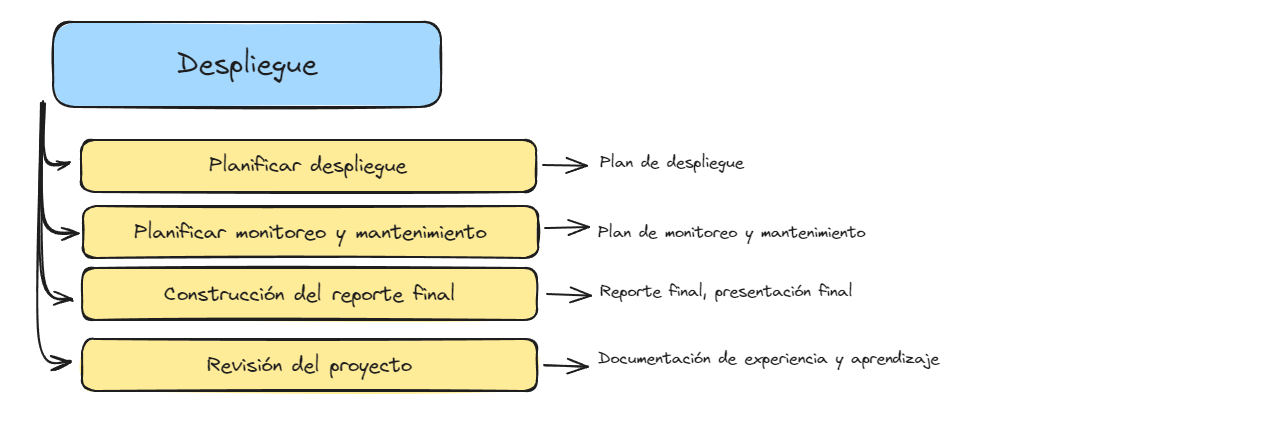 Despliegue
Planificar despliegue
Plan de despliegue
Planificar monitoreo y mantenimiento
Plan de monitoreo y mantenimiento
Construcción del reporte final
Reporte final, presentación final
Revisión del proyecto
Documentación de experiencia y aprendizaje